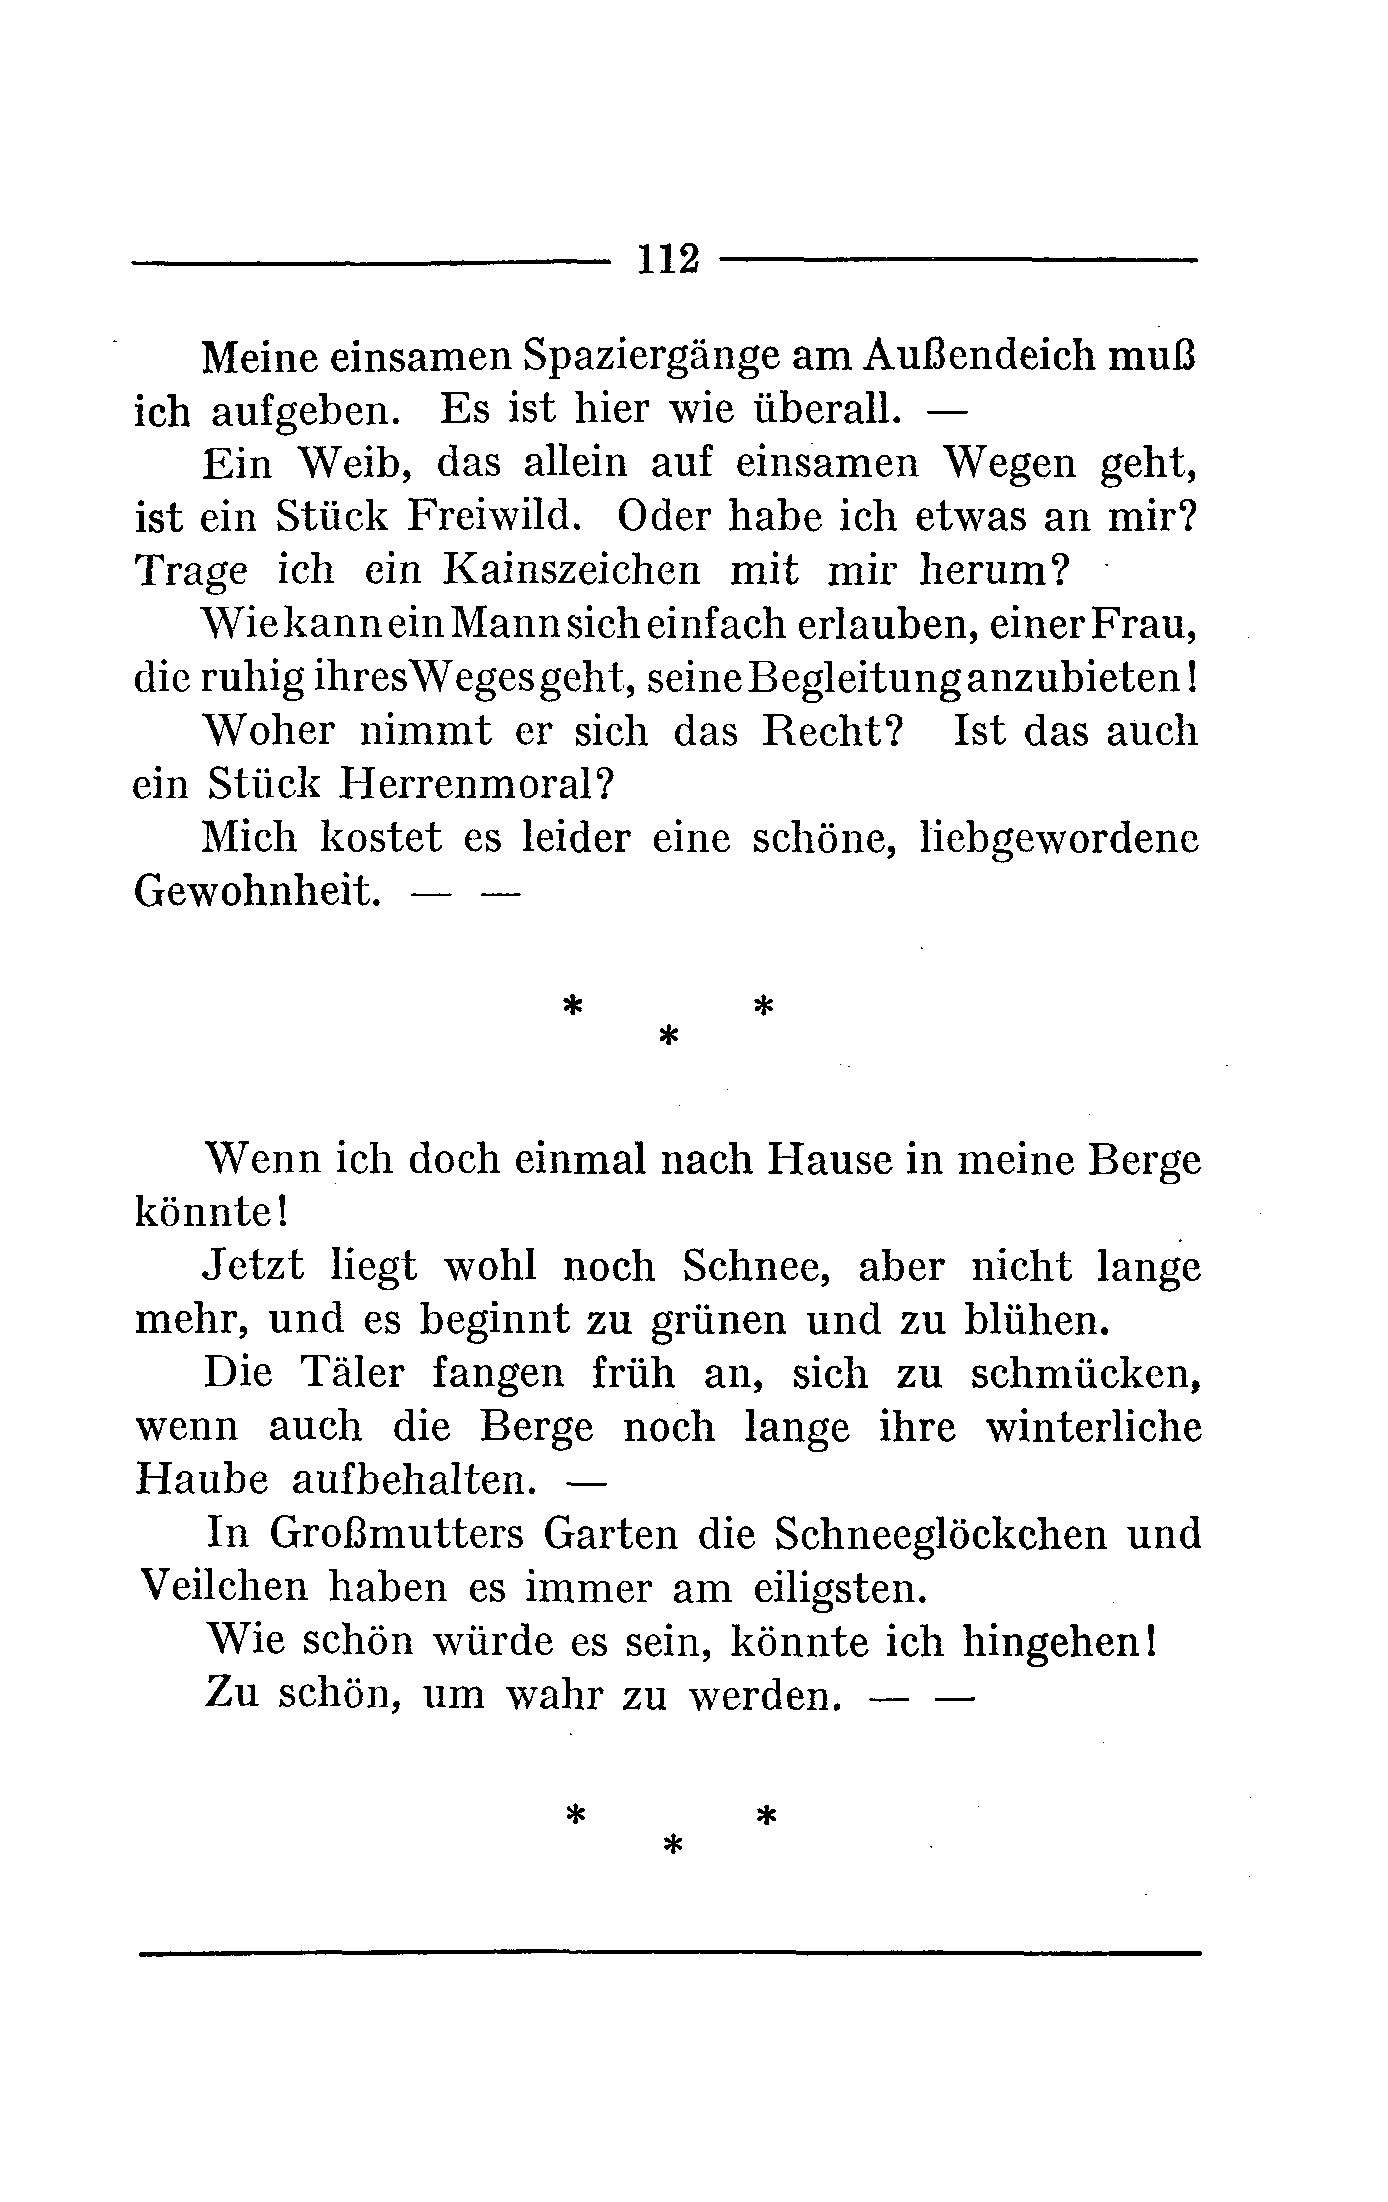 112
Meine einsamen Spaziergänge am Außendeich muß
ich aufgeben. Es ist hier wie überall. —
Ein Weib, das allein auf einsamen Wegen geht,
ist ein Stück Freiwild. Oder habe ich etwas an mir?
Trage ich ein Kainszeichen mit mir herum?
Wie kann ein Mann sich einfach erlauben, einer Frau,
die ruhig ihres Weges geht, seine Begleitung anzubieten!
Woher nimmt er sich das Recht? Ist das auch
ein Stück Herrenmoral?
Mich kostet es leider eine schöne, liebgewordene
Gewohnheit. — —
* *
*
Wenn ich doch einmal nach Hause in meine Berge
könnte!
Jetzt liegt wohl noch Schnee, aber nicht lange
mehr, und es beginnt zu grünen und zu blühen.
Die Täler fangen früh an, sich zu schmücken,
wenn auch die Berge noch lange ihre winterliche
Haube aufbehalten. —
In Großmutters Garten die Schneeglöckchen und
Veilchen haben es immer am eiligsten.
Wie schön würde es sein, könnte ich hingehen!
Zu schön, um wahr zu werden. — —
* *
*